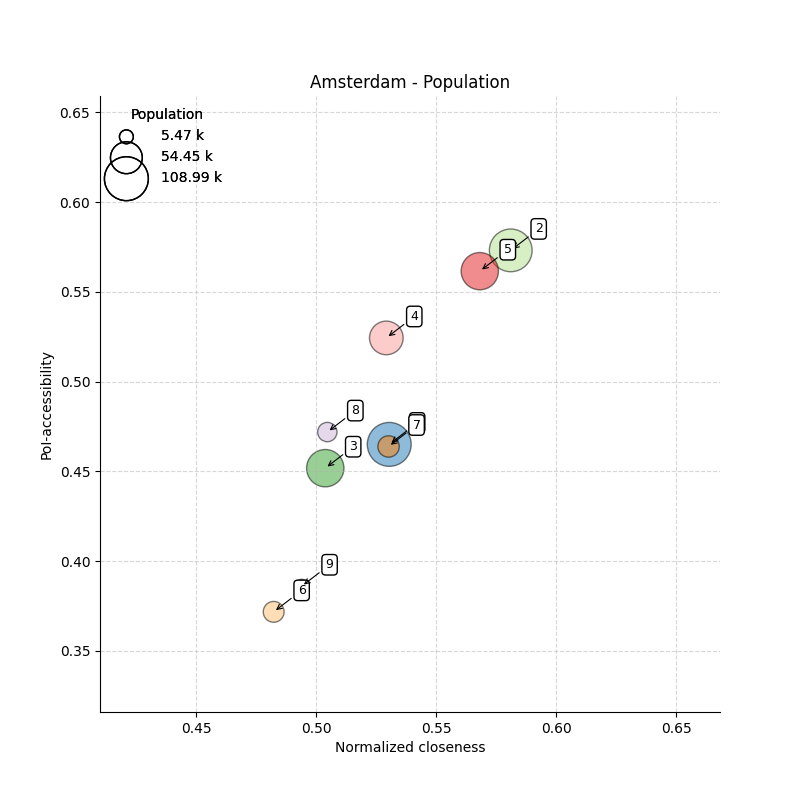 Amsterdam - Population
Population
5.47 k
54.45 k
108.99 k
0.65
0.60
0.55
0.50
0.45
0.40
0.35
PoI-accessibility
2
5
4
8
7
3
9
6
0.45
0.50
0.55
0.60
0.65
Normalized closeness